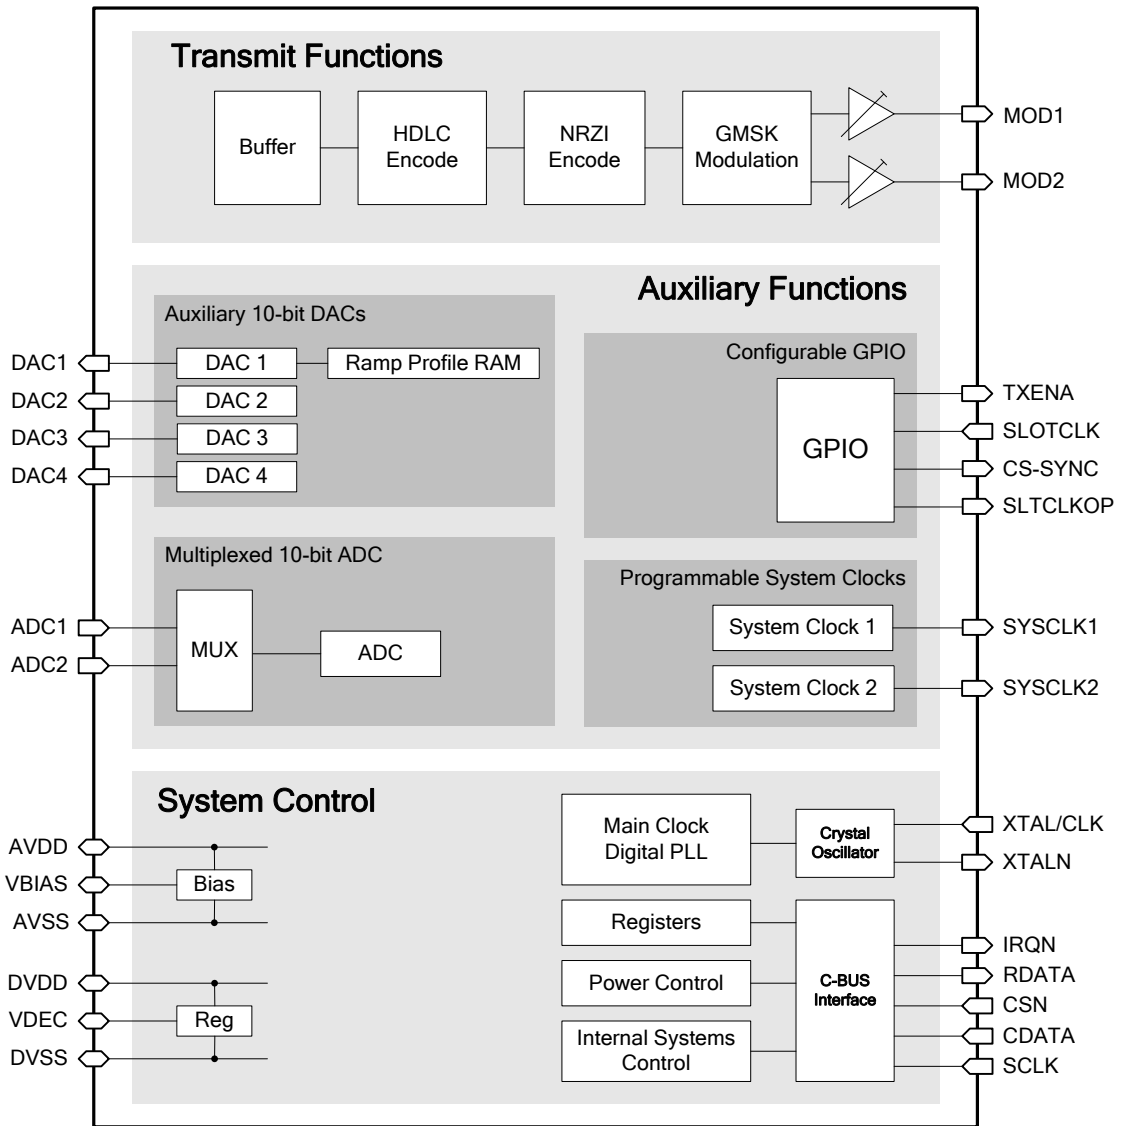 Transmit Functions
Buffer
HDLC
Encode
NRZI
Encode
GMSK
Modulation
MOD1
MOD2
Auxiliary Functions
Auxiliary 10-bit DACs
DAC1
DAC 1
Ramp Profile RAM
DAC2
DAC 2
DAC3
DAC 3
DAC4
DAC 4
Configurable GPIO
GPIO
TXENA
SLOTCLK
CS-SYNC
SLTCLKOP
Multiplexed 10-bit ADC
ADC1
ADC2
MUX
ADC
Programmable System Clocks
System Clock 1
SYSCLK1
System Clock 2
SYSCLK2
System Control
AVDD
VBIAS
Bias
AVSS
DVDD
VDEC
Reg
DVSS
Main Clock
Digital PLL
Crystal
Oscillator
XTAL/CLK
XTALN
Registers
Power Control
Internal Systems
Control
C-BUS
Interface
IRQN
RDATA
CSN
CDATA
SCLK